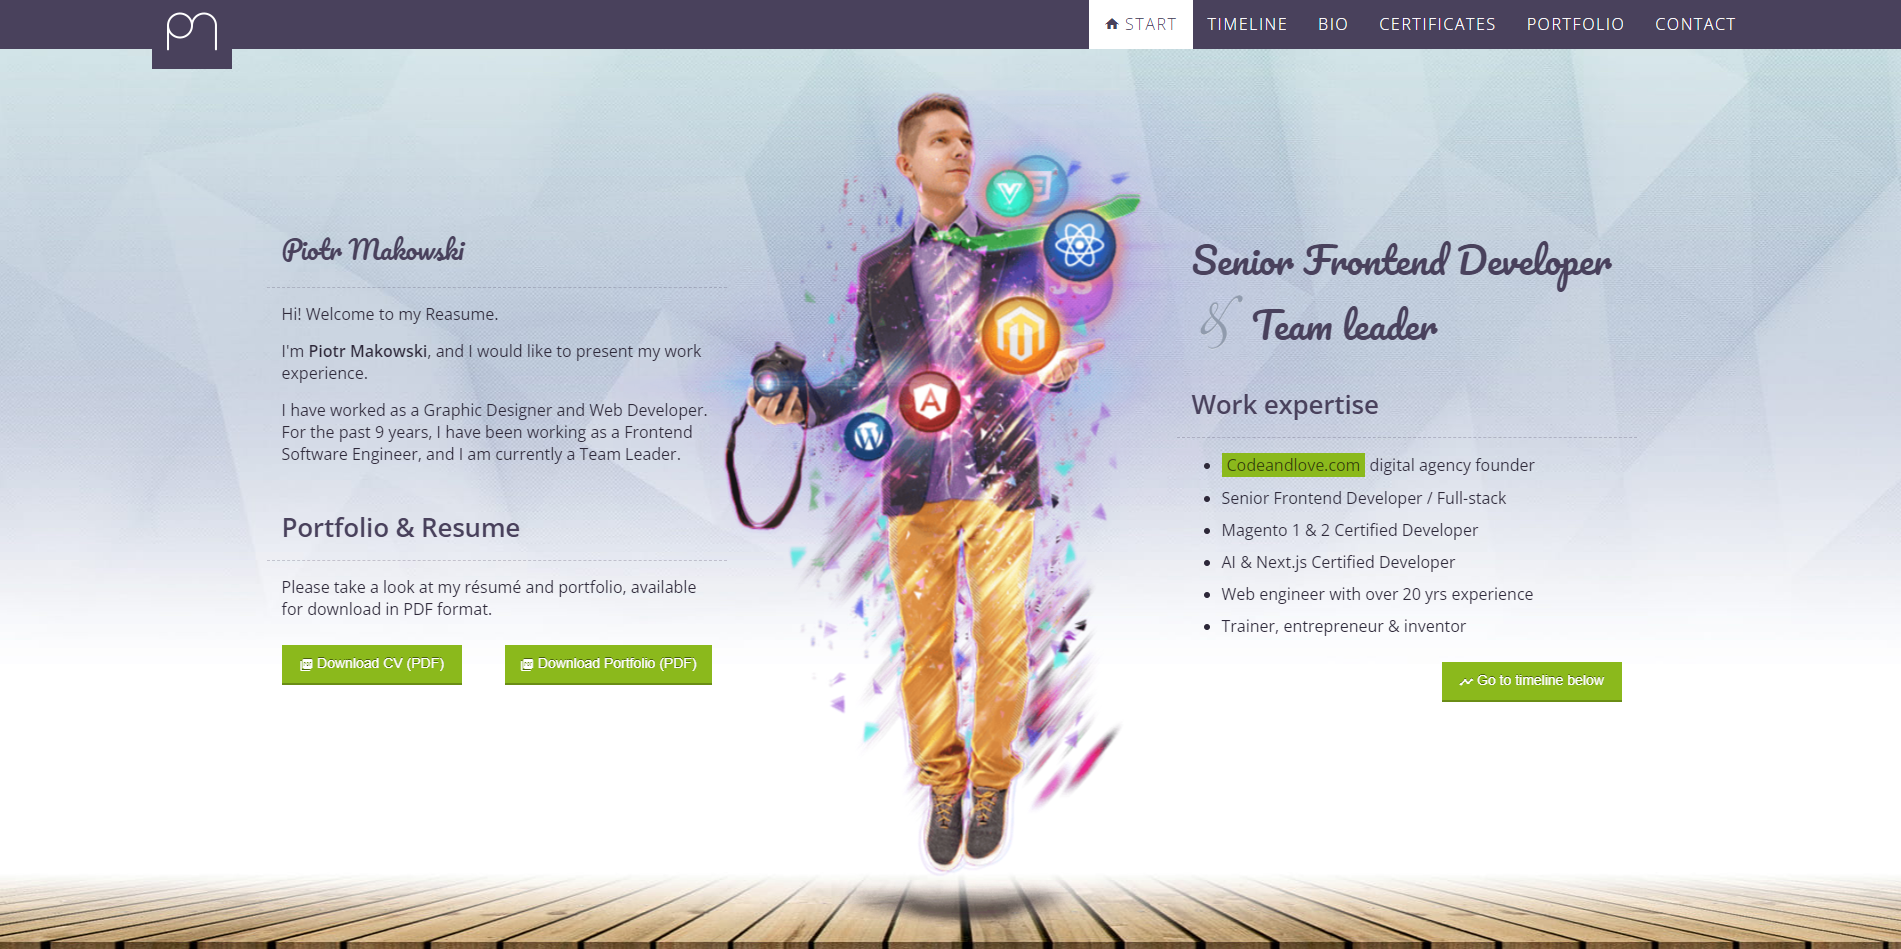 START TIMELINE BIO CERTIFICATES PORTFOLIO CONTACT
Piotr Makowski
Hi! Welcome to my Reasume.
I'm Piotr Makowski, and I would like to present my work
experience.
I have worked as a Graphic Designer and Web Developer.
For the past 9 years, I have been working as a Frontend
Software Engineer, and I am currently a Team Leader.
Portfolio & Resume
Please take a look at my résumé and portfolio, available
for download in PDF format.
Download CV (PDF) Download Portfolio (PDF)
JS
Senior Frontend Developer
& Team leader
Work expertise
Codeandlove.com digital agency founder
Senior Frontend Developer / Full-stack
Magento 1 & 2 Certified Developer
AI & Next.js Certified Developer
Web engineer with over 20 yrs experience
Trainer, entrepreneur & inventor
Go to timeline below